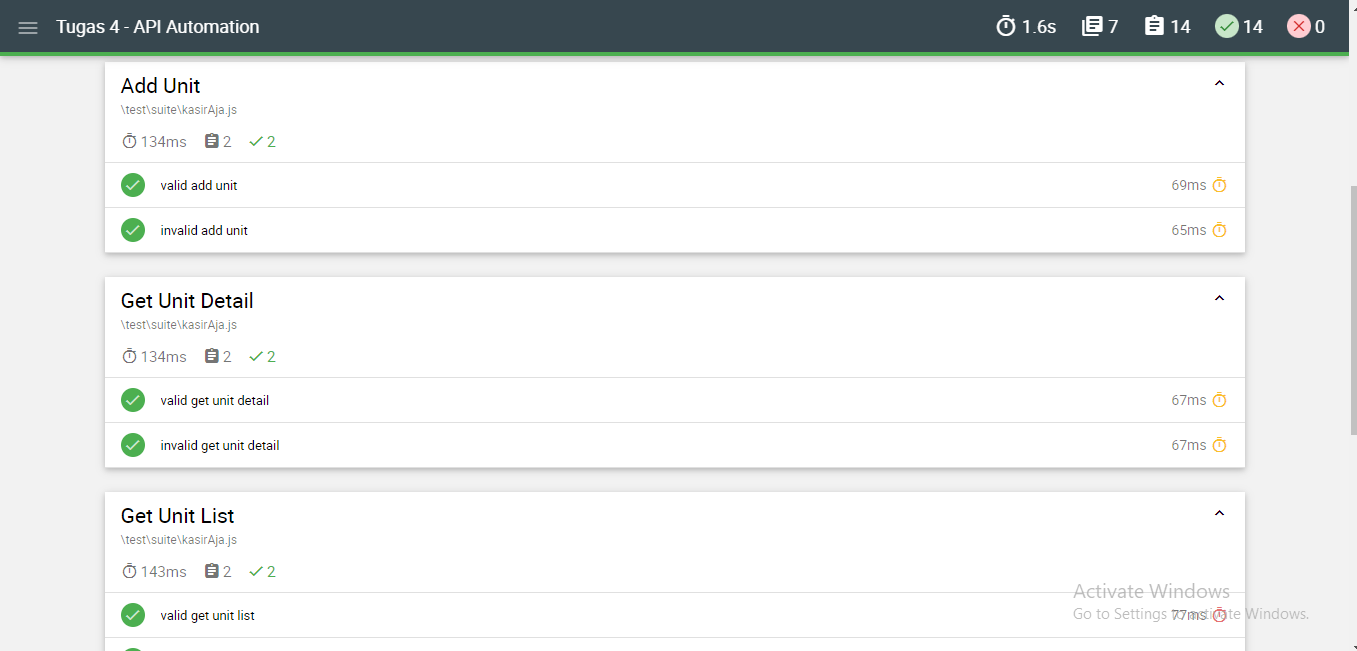 Tugas 4 - API Automation 1.6s 7 14 14 0
Add Unit
\test\suite\kasirAja.js
134ms 2 2
valid add unit 69ms
invalid add unit 65ms
Get Unit Detail
\test\suite\kasirAja.js
134ms 2 2
valid get unit detail 67ms
invalid get unit detail 67ms
Get Unit List
\test\suite\kasirAja.js
143ms 2 2
Activate Windows
valid get unit list 77ms
Go to Settings to activate Windows.